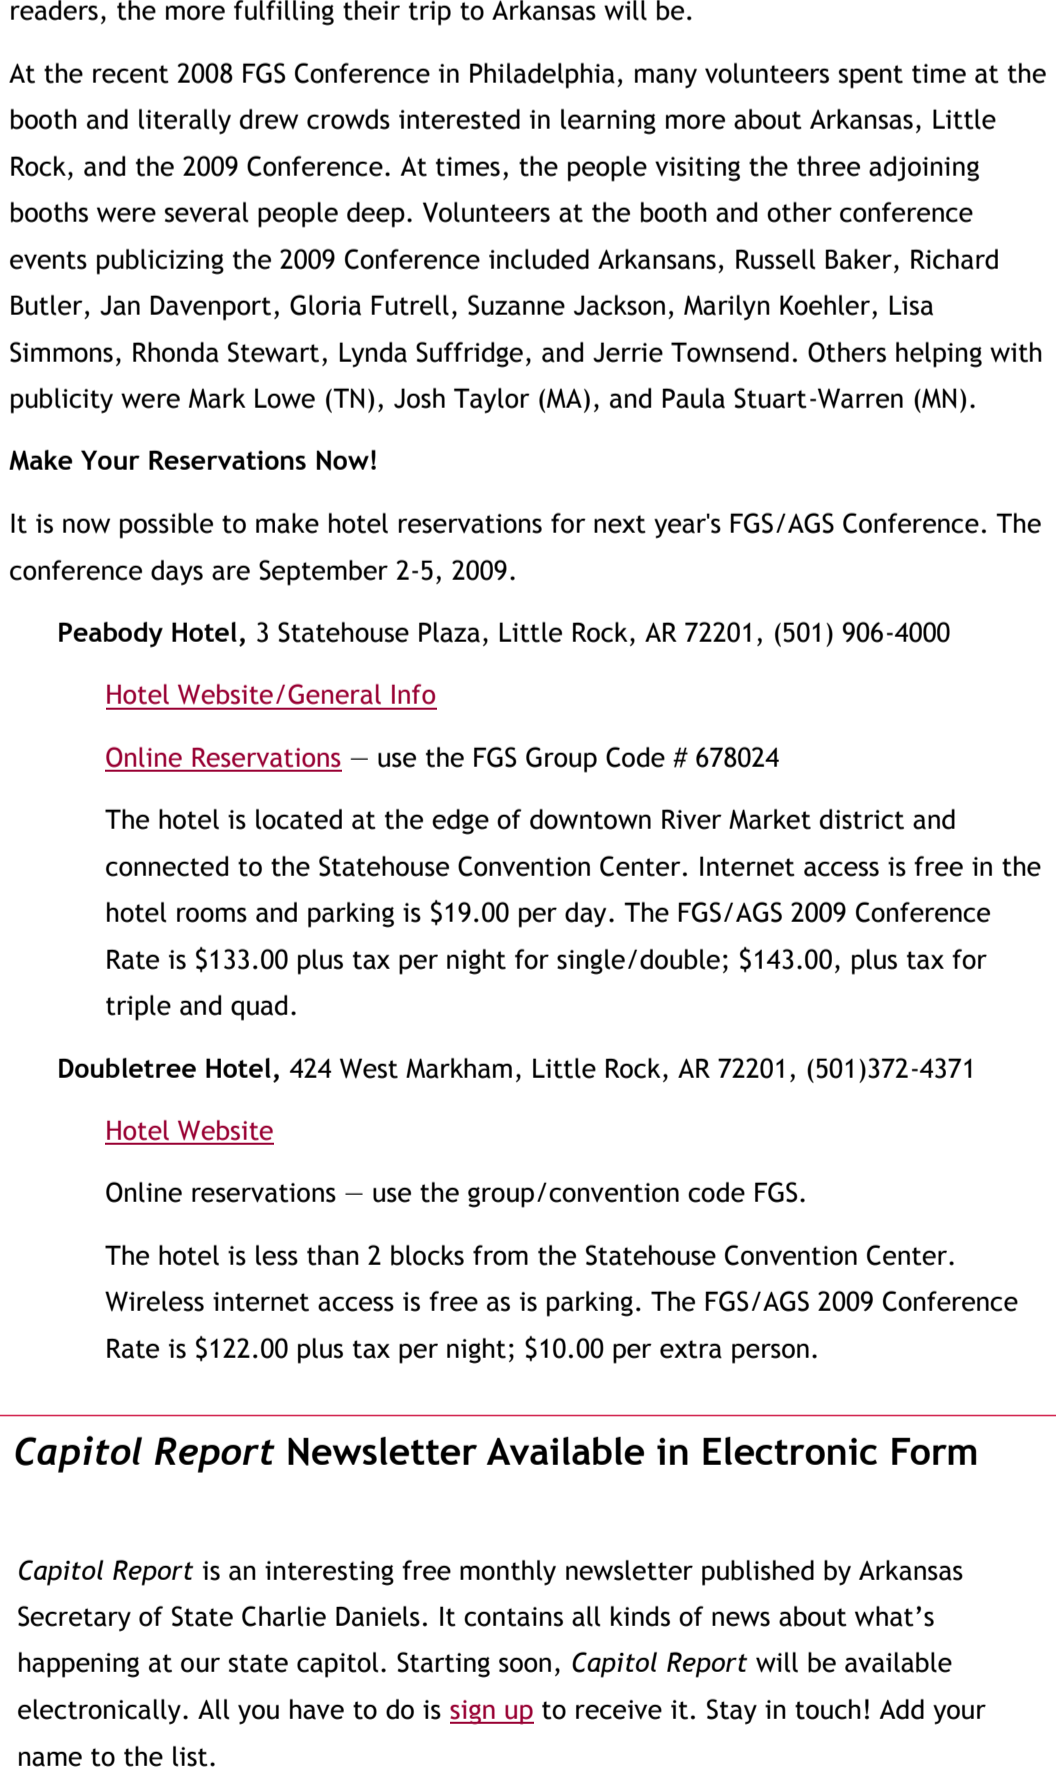 readers, the more fulfilling their trip to Arkansas will be.
At the recent 2008 FGS Conference in Philadelphia, many volunteers spent time at the
booth and literally drew crowds interested in learning more about Arkansas, Little
Rock, and the 2009 Conference. At times, the people visiting the three adjoining
booths were several people deep. Volunteers at the booth and other conference
events publicizing the 2009 Conference included Arkansans, Russell Baker, Richard
Butler, Jan Davenport, Gloria Futrell, Suzanne Jackson, Marilyn Koehler, Lisa
Simmons, Rhonda Stewart, Lynda Suffridge, and Jerrie Townsend. Others helping with
publicity were Mark Lowe (TN), Josh Taylor (MA), and Paula Stuart-Warren (MN).
Make Your Reservations Now!
It is now possible to make hotel reservations for next year's FGS/AGS Conference. The
conference days are September 2-5, 2009.
Peabody Hotel, 3 Statehouse Plaza, Little Rock, AR 72201, (501) 906-4000
Hotel Website/General Info
Online Reservations — use the FGS Group Code # 678024
The hotel is located at the edge of downtown River Market district and
connected to the Statehouse Convention Center. Internet access is free in the
hotel rooms and parking is $19.00 per day. The FGS/AGS 2009 Conference
Rate is $133.00 plus tax per night for single/double; $143.00, plus tax for
triple and quad.
Doubletree Hotel, 424 West Markham, Little Rock, AR 72201, (501)372-4371
Hotel Website
Online reservations — use the group/convention code FGS.
The hotel is less than 2 blocks from the Statehouse Convention Center.
Wireless internet access is free as is parking. The FGS/AGS 2009 Conference
Rate is $122.00 plus tax per night; $10.00 per extra person.
Capitol Report Newsletter Available in Electronic Form
Capitol Report is an interesting free monthly newsletter published by Arkansas
Secretary of State Charlie Daniels. It contains all kinds of news about what’s
happening at our state capitol. Starting soon, Capitol Report will be available
electronically. All you have to do is sign up to receive it. Stay in touch! Add your
name to the list.